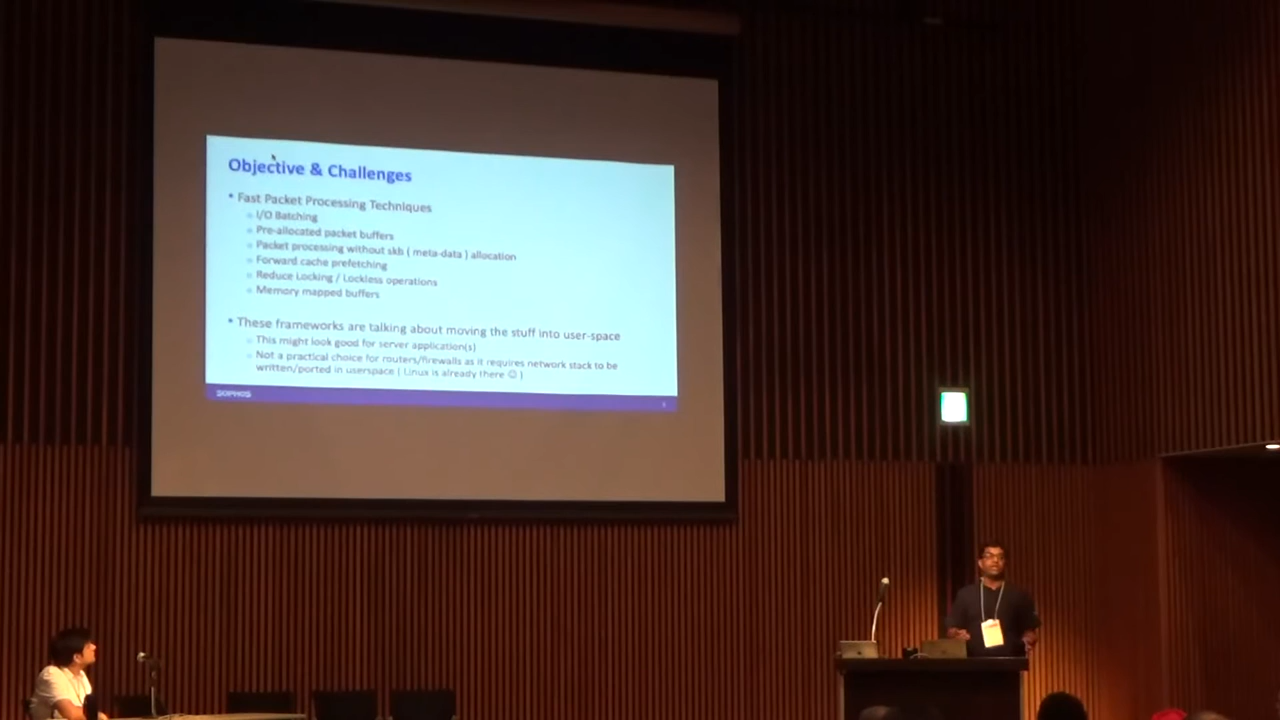 Objective & Challenges
• Fast Packet Processing Techniques
I/O Batching
Pre-allocated packet buffers
Packet processing without skb ( meta-data ) allocation
Forward cache prefetching
Reduce Locking / Lockless operations
Memory mapped buffers
• These frameworks are talking about moving the stuff into user-space
This might look good for server application(s)
Not a practical choice for routers/firewalls as it requires network stack to be
written/ported in userspace ( Linux is already there ☺ )
SOPHOS